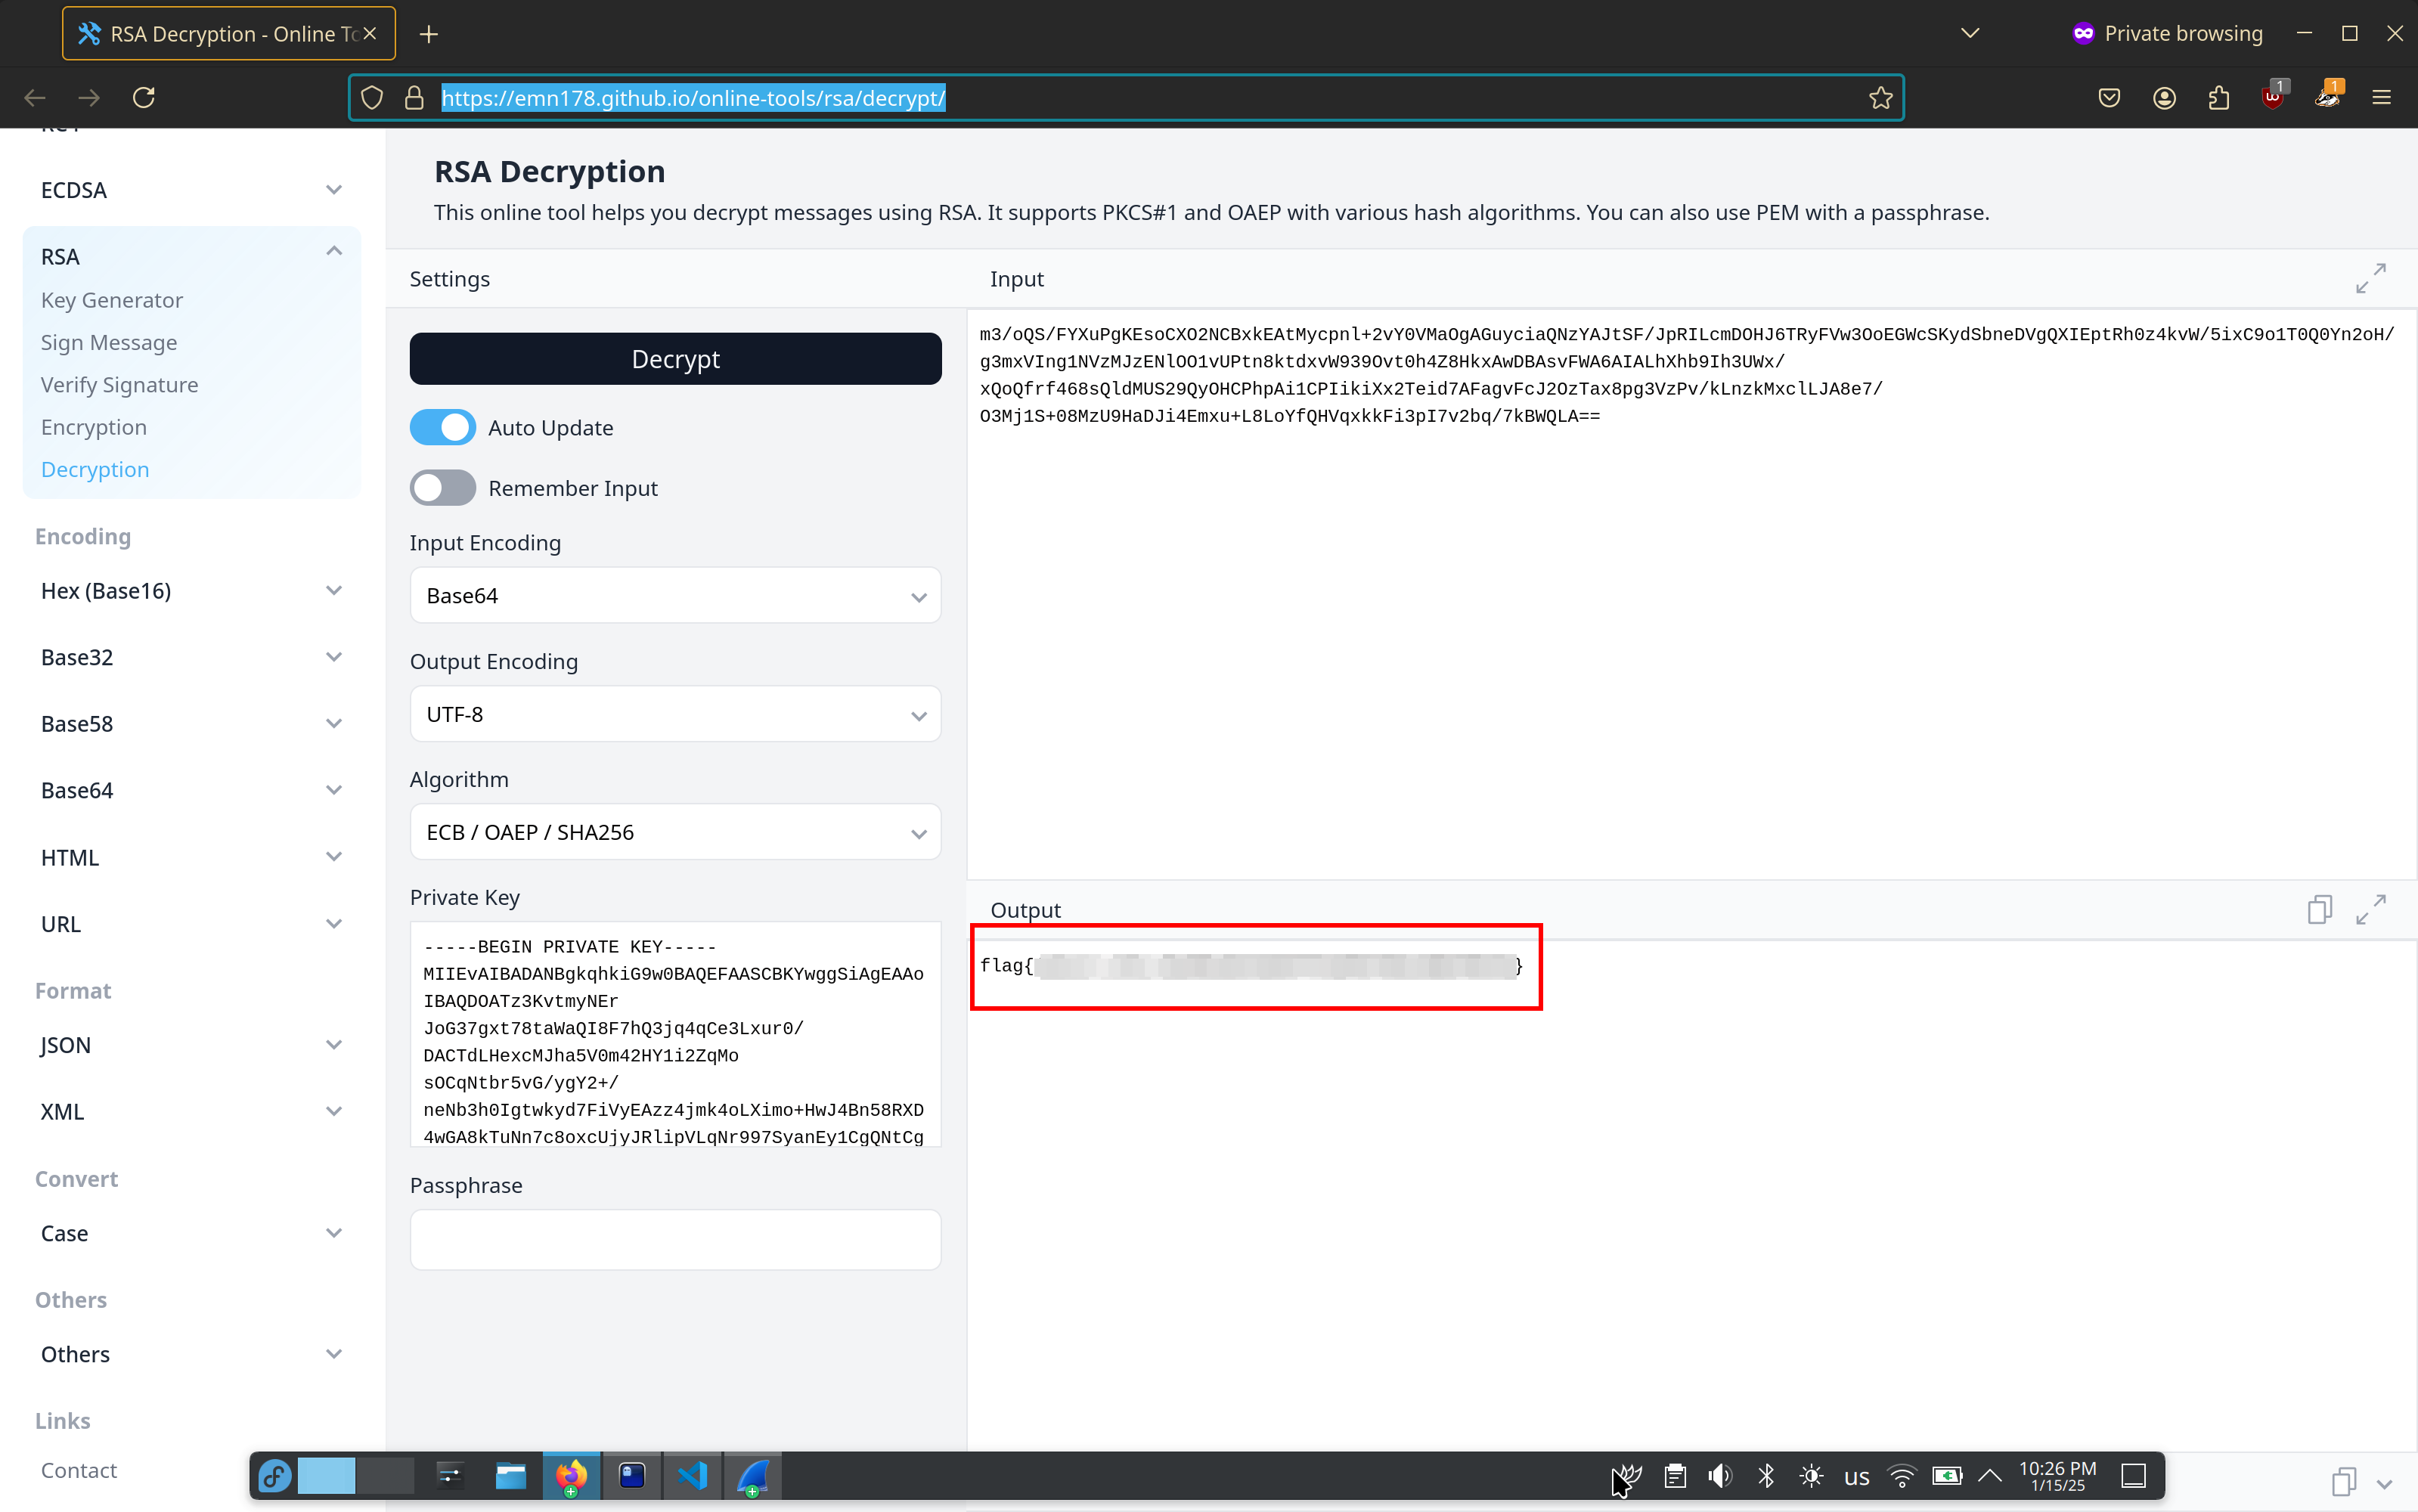 RSA Decryption - Online To
Private browsing
https://emn178.github.io/online-tools/rsa/decrypt/
1
1
ECDSA
RSA
Key Generator
Sign Message
Verify Signature
Encryption
Decryption
Encoding
Hex (Base16)
Base32
Base58
Base64
HTML
URL
Format
JSON
XML
Convert
Case
Others
Others
Links
Contact
RSA Decryption
This online tool helps you decrypt messages using RSA. It supports PKCS#1 and OAEP with various hash algorithms. You can also use PEM with a passphrase.
Settings
Decrypt
Auto Update
Remember Input
Input Encoding
Base64
Output Encoding
UTF-8
Algorithm
ECB / OAEP / SHA256
Private Key
-----BEGIN PRIVATE KEY-----
MIIEvAIBADANBgkqhkiG9w0BAQEFAASCBKYwggSiAgEAAo
IBAQDOATz3KvtmyNEr
JoG37gxt78taWaQI8F7hQ3jq4qCe3Lxur0/
DACTdLHexcMJha5V0m42HY1i2ZqMo
sOCqNtbr5vG/ygY2+/
neNb3h0Igtwkyd7FiVyEAzz4jmk4oLXimo+HwJ4Bn58RXD
4wGA8kTuNn7c8oxcUjyJRlipVLqNr997SyanEy1CgQNtCg
Passphrase
Input
m3/oQS/FYXuPgKEsoCXO2NCBxkEAtMycpnl+2vY0VMaOgAGuyciaQNzYAJtSF/JpRILcmDOHJ6TRyFVw3OoEGWcSKydSbneDVgQXIEptRh0z4kvW/5ixC9o1T0Q0Yn2oH/
g3mxVIng1NVzMJzENlOO1vUPtn8ktdxvW939Ovt0h4Z8HkxAwDBAsvFWA6AIALhXhb9Ih3UWx/
xQoQfrf468sQldMUS29QyOHCPhpAi1CPIikiXx2Teid7AFagvFcJ2OzTax8pg3VzPv/kLnzkMxclLJA8e7/
O3Mj1S+08MzU9HaDJi4Emxu+L8LoYfQHVqxkkFi3pI7v2bq/7kBWQLA==
Output
flag{ }
us
10:26 PM
1/15/25